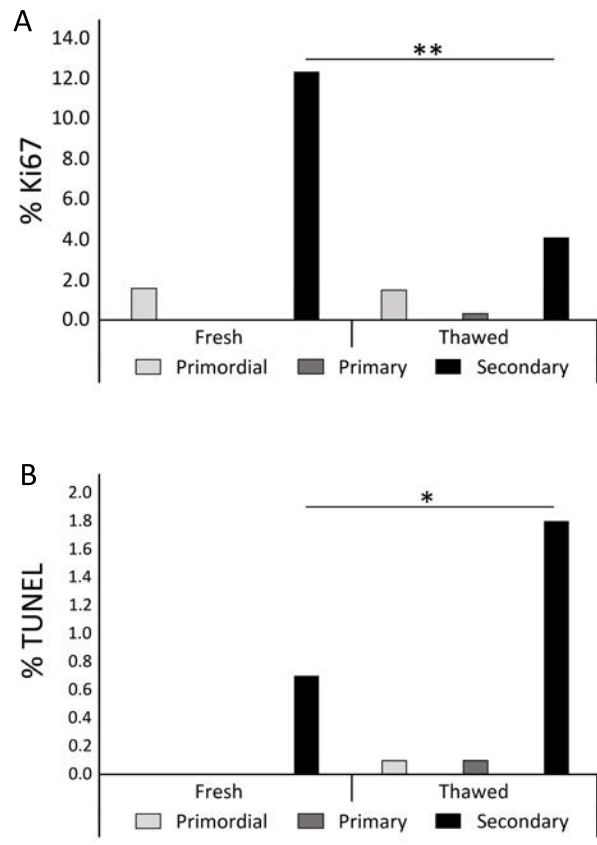 A
**
14.0
12.0
10.0
8.0
6.0
4.0
2.0
0.0
% Ki67
Fresh Thawed
Primordial Primary Secondary
B
*
2.0
1.8
1.6
1.4
1.2
1.0
0.8
0.6
0.4
0.2
0.0
% TUNEL
Fresh Thawed
Primordial Primary Secondary